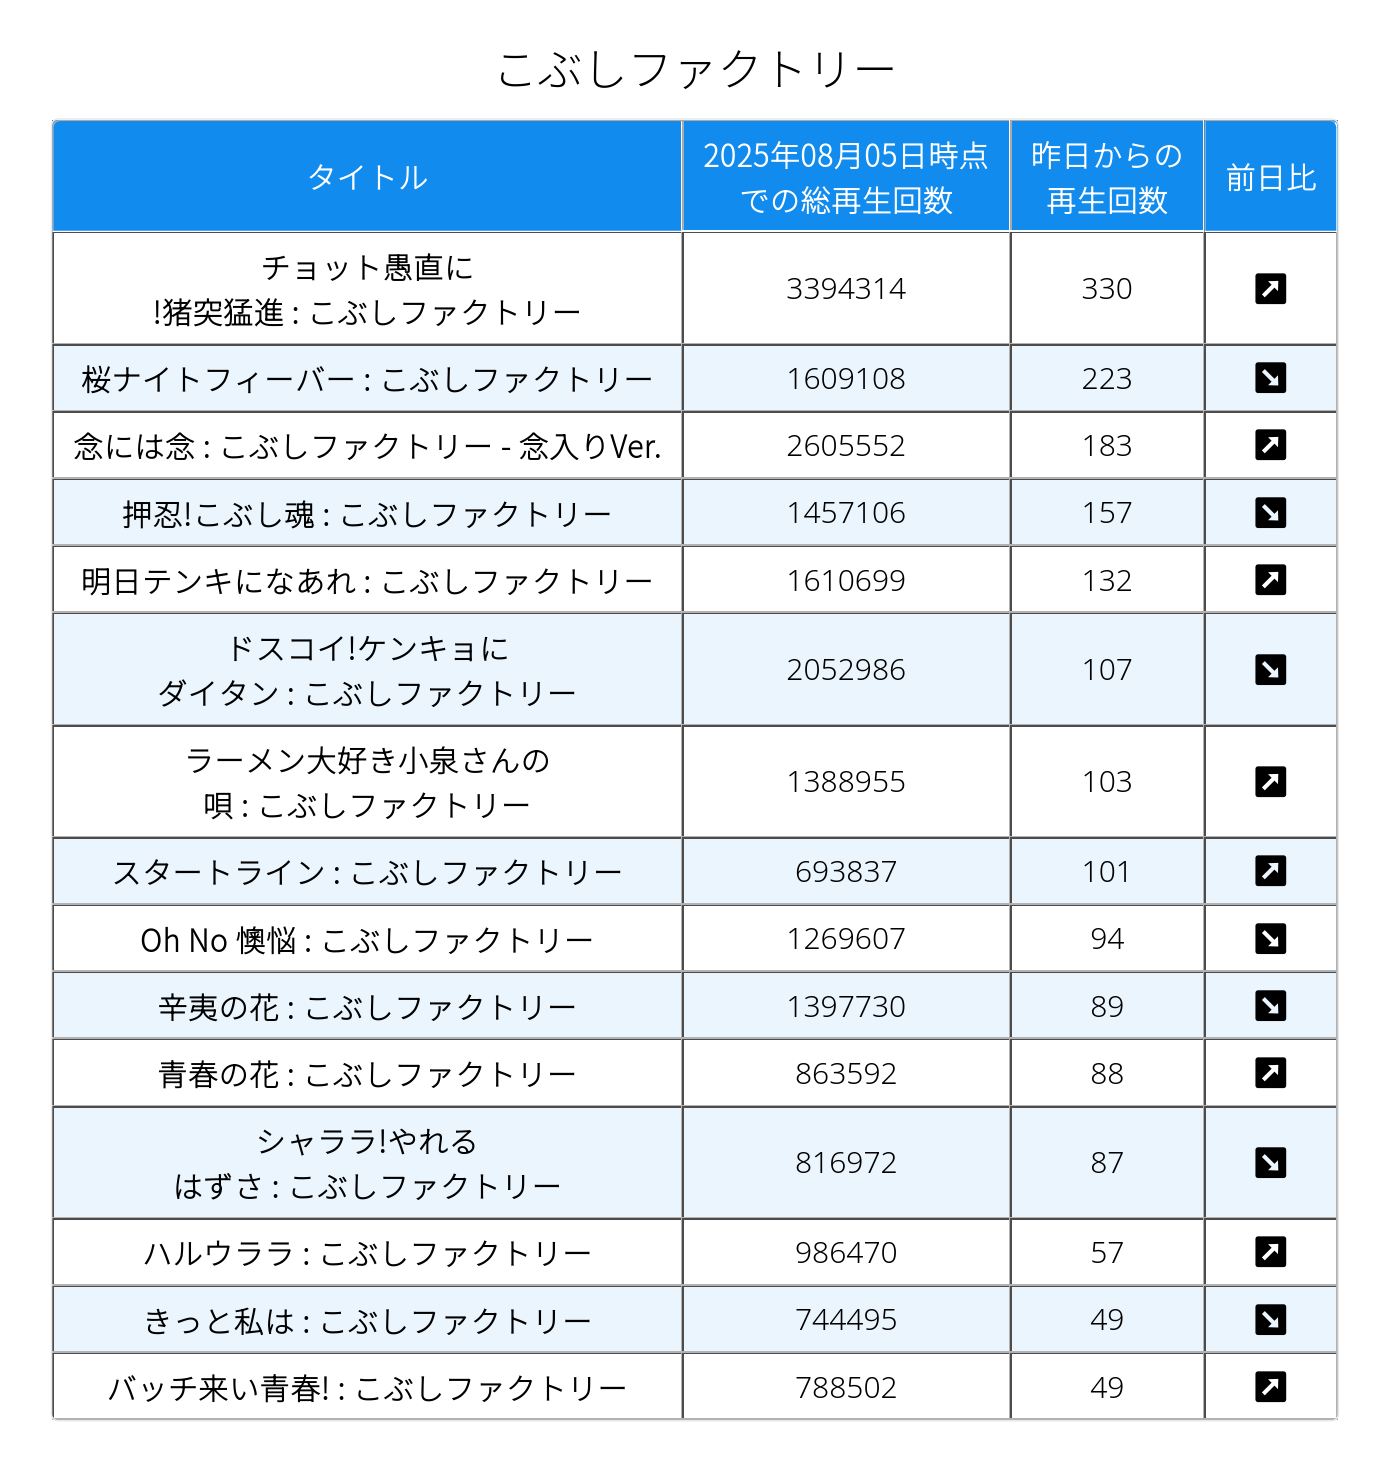 こぶしファクトリー
タイトル
2025年08月05日時点
での総再生回数
昨日からの
再生回数
前日比
チョット愚直に
!猪突猛進 : こぶしファクトリー
3394314
330
桜ナイトフィーバー : こぶしファクトリー
1609108
223
念には念 : こぶしファクトリー - 念入りVer.
2605552
183
押忍!こぶし魂 : こぶしファクトリー
1457106
157
明日テンキになあれ : こぶしファクトリー
1610699
132
ドスコイ!ケンキョに
ダイタン : こぶしファクトリー
2052986
107
ラーメン大好き小泉さんの
唄 : こぶしファクトリー
1388955
103
スタートライン : こぶしファクトリー
693837
101
Oh No 懊悩 : こぶしファクトリー
1269607
94
辛夷の花 : こぶしファクトリー
1397730
89
青春の花 : こぶしファクトリー
863592
88
シャララ!やれる
はずさ : こぶしファクトリー
816972
87
ハルウララ : こぶしファクトリー
986470
57
きっと私は : こぶしファクトリー
744495
49
バッチ来い青春! : こぶしファクトリー
788502
49